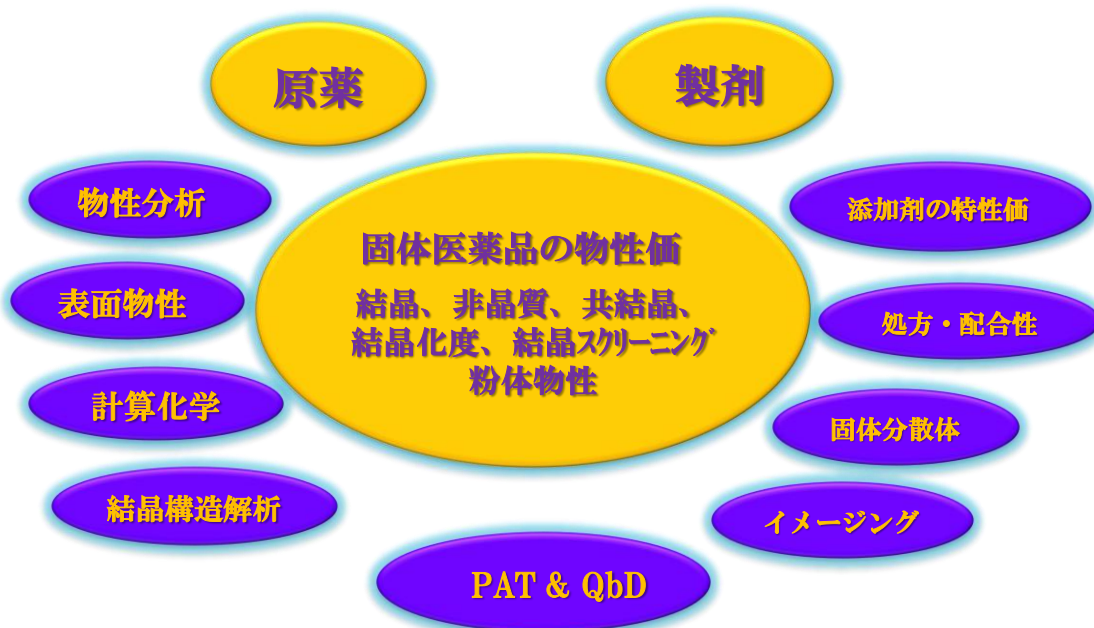 原薬
製剤
物性分析
添加剤の特性価
固体医薬品の物性価
表面物性
結晶、非晶質、共結晶、
処方・配合性
結晶化度、結晶ｽｸﾘｰﾆﾝｸﾞ
粉体物性
計算化学
固体分散体
結晶構造解析
イメージング
PAT & QbD